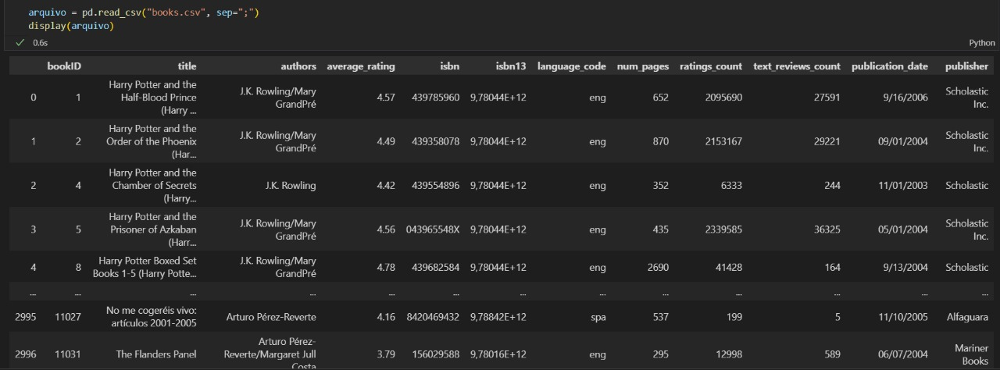 arquivo = pd.read_csv("books.csv", sep=";")
display(arquivo)
0.6s Python
bookID title authors average_rating isbn isbn13 language_code num_pages ratings_count text_reviews_count publication_date publisher
0 1 Harry Potter and the Half-Blood Prince (Harry ... J.K. Rowling/Mary GrandPré 4.57 439785960 9,78044E+12 eng 652 2095690 27591 9/16/2006 Scholastic Inc.
1 2 Harry Potter and the Order of the Phoenix (Har... J.K. Rowling/Mary GrandPré 4.49 439358078 9,78044E+12 eng 870 2153167 29221 09/01/2004 Scholastic Inc.
2 4 Harry Potter and the Chamber of Secrets (Harry... J.K. Rowling 4.42 439554896 9,78044E+12 eng 352 6333 244 11/01/2003 Scholastic
3 5 Harry Potter and the Prisoner of Azkaban (Harr... J.K. Rowling/Mary GrandPré 4.56 043965548X 9,78044E+12 eng 435 2339585 36325 05/01/2004 Scholastic Inc.
4 8 Harry Potter Boxed Set Books 1-5 (Harry Potte... J.K. Rowling/Mary GrandPré 4.78 439682584 9,78044E+12 eng 2690 41428 164 9/13/2004 Scholastic
... ... ... ... ... ... ... ... ... ... ... ... ...
2995 11027 No me cogeréis vivo: artículos 2001-2005 Arturo Pérez-Reverte 4.16 8420469432 9,78842E+12 spa 537 199 5 11/10/2005 Alfaguara
2996 11031 The Flanders Panel Arturo Pérez-Reverte/Margaret Jull Costa 3.79 156029588 9,78016E+12 eng 295 12998 589 06/07/2004 Mariner Books